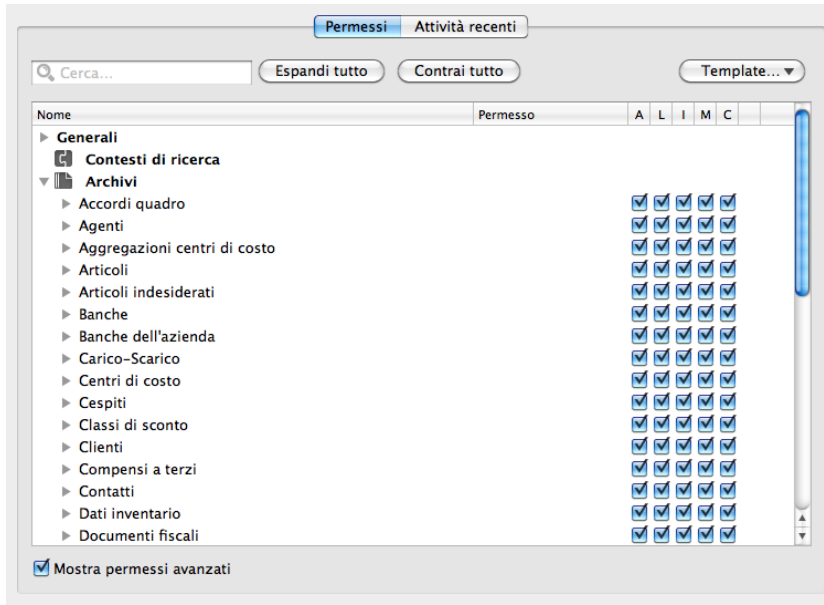 Permessi Attività recenti
Cerca... Espandi tutto Contrai tutto Template...
Nome Permesso A L I M C
Generali
Contesti di ricerca
Archivi
Accordi quadro
Agenti
Aggregazioni centri di costo
Articoli
Articoli indesiderati
Banche
Banche dell'azienda
Carico-Scarico
Centri di costo
Cespiti
Classi di sconto
Clienti
Compensi a terzi
Contatti
Dati inventario
Documenti fiscali
Mostra permessi avanzati